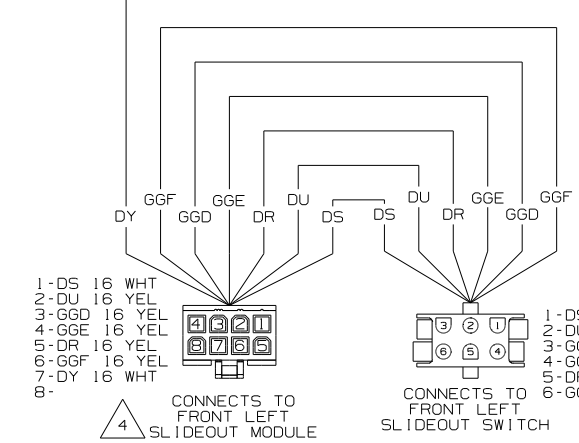 GGF
GGE
DU
DU
GGE
GGF
DY
GGD
DR
DS
DS
DR
GGD
1-DS 16 WHT
2-DU 16 YEL
3-GGD 16 YEL
4-GGE 16 YEL
5-DR 16 YEL
6-GGF 16 YEL
7-DY 16 WHT
8-
4 3 2 1
8 7 6 5
CONNECTS TO
FRONT LEFT
SLIDEOUT MODULE
4
3 2 1
6 5 4
CONNECTS TO
FRONT LEFT
SLIDEOUT SWITCH
1-DS
2-DU
3-GG
4-GG
5-DR
6-GG